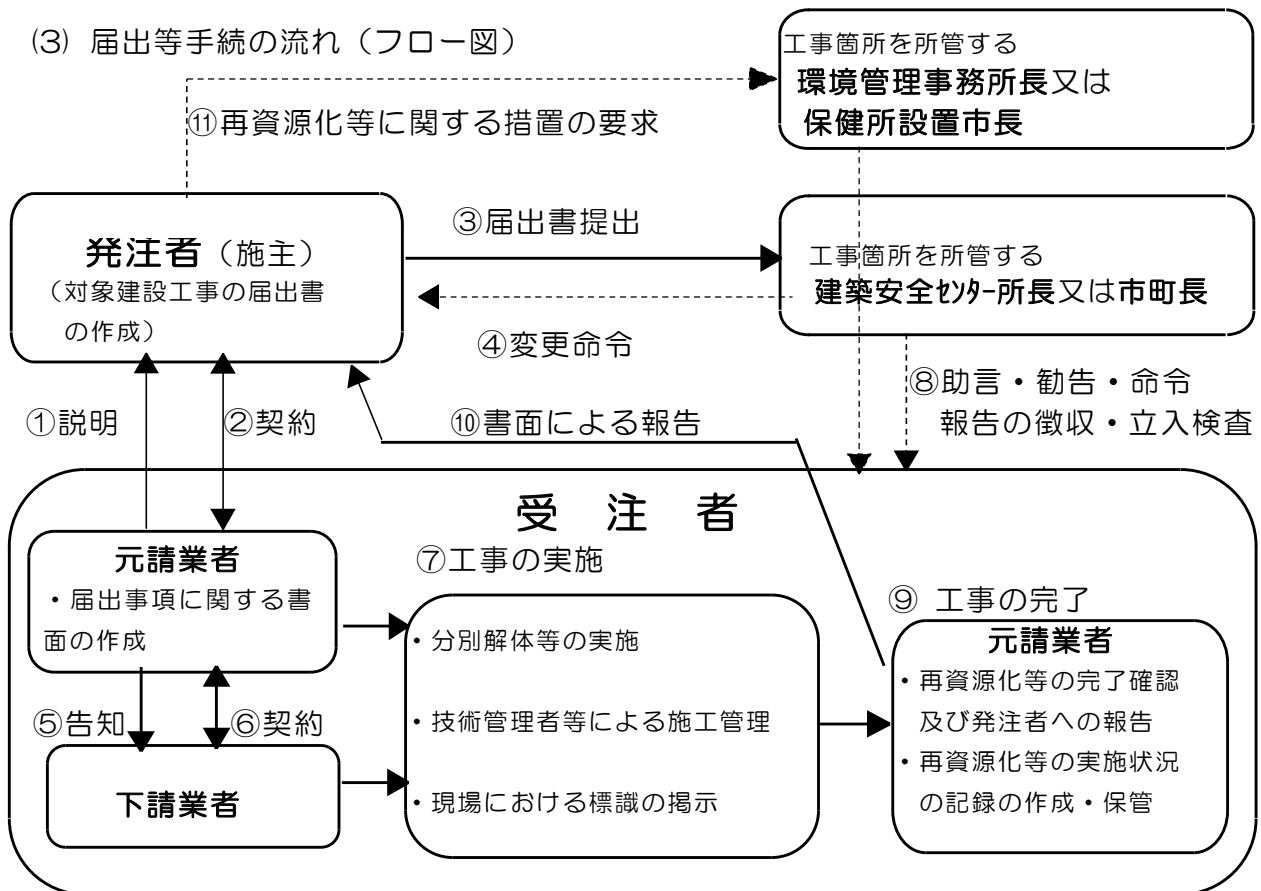 ⑶ 届出等手続の流れ（フロー図）
工事箇所を所管する
環境管理事務所長又は
保健所設置市長
⑪再資源化等に関する措置の要求
発注者（施主）
（対象建設工事の届出書
の作成）
③届出書提出
工事箇所を所管する
建築安全ｾﾝﾀｰ所長又は市町長
④変更命令
⑧助言・勧告・命令
報告の徴収・立入検査
①説明
②契約
⑩書面による報告
受 注 者
元請業者
・届出事項に関する書
面の作成
⑤告知
⑥契約
下請業者
⑦工事の実施
・分別解体等の実施
・技術管理者等による施工管理
・現場における標識の掲示
⑨ 工事の完了
元請業者
・再資源化等の完了確認
及び発注者への報告
・再資源化等の実施状況
の記録の作成・保管